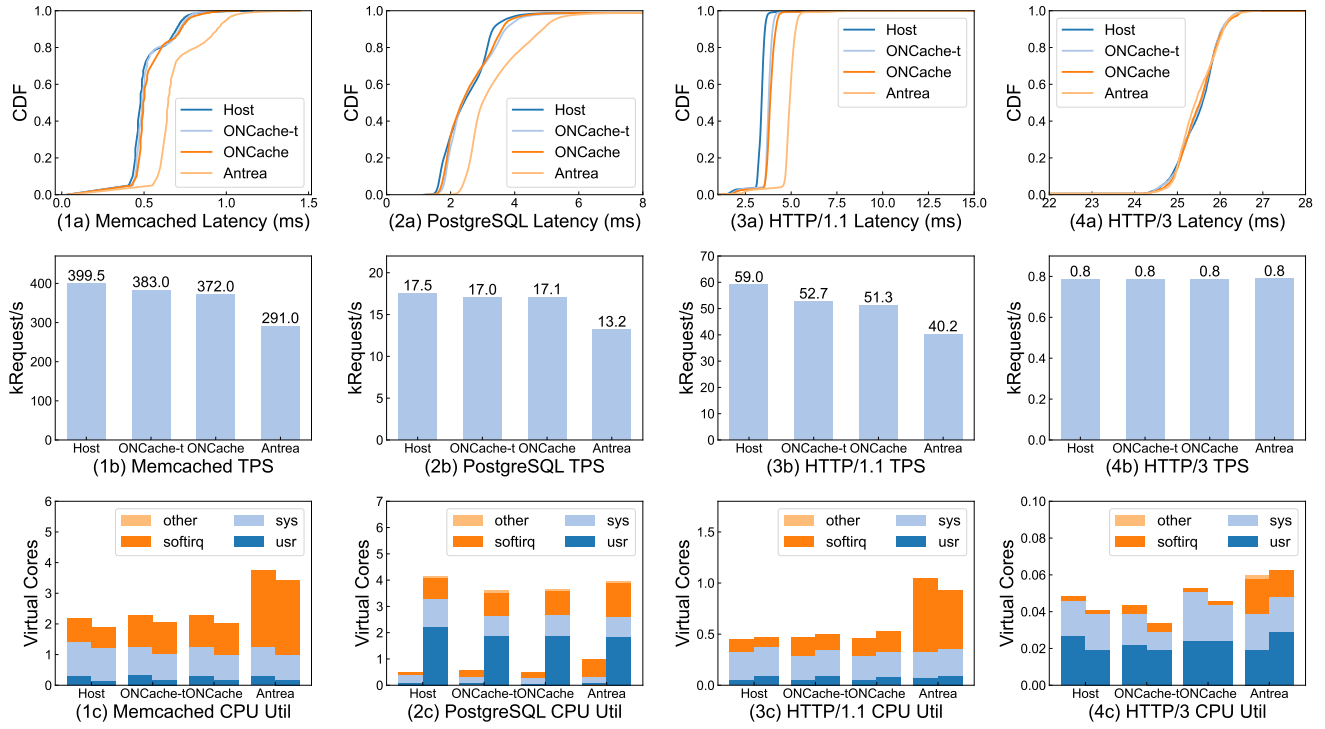 1.0
0.8
0.6
0.4
0.2
0.0
CDF
Host
ONCache-t
ONCache
Antrea
0.0 0.5 1.0 1.5
(1a) Memcached Latency (ms)
1.0
0.8
0.6
0.4
0.2
0.0
CDF
Host
ONCache-t
ONCache
Antrea
0 2 4 6 8
(2a) PostgreSQL Latency (ms)
1.0
0.8
0.6
0.4
0.2
0.0
CDF
Host
ONCache-t
ONCache
Antrea
2.5 5.0 7.5 10.0 12.5 15.0
(3a) HTTP/1.1 Latency (ms)
1.0
0.8
0.6
0.4
0.2
0.0
CDF
Host
ONCache-t
ONCache
Antrea
22 23 24 25 26 27 28
(4a) HTTP/3 Latency (ms)
400
300
200
100
0
kRequest/s
399.5 383.0 372.0 291.0
Host ONCache-t ONCache Antrea
(1b) Memcached TPS
20
15
10
5
0
kRequest/s
17.5 17.0 17.1 13.2
Host ONCache-t ONCache Antrea
(2b) PostgreSQL TPS
70
60
50
40
30
20
10
0
kRequest/s
59.0 52.7 51.3 40.2
Host ONCache-t ONCache Antrea
(3b) HTTP/1.1 TPS
0.8
0.6
0.4
0.2
0.0
kRequest/s
0.8 0.8 0.8 0.8
Host ONCache-t ONCache Antrea
(4b) HTTP/3 TPS
6
5
4
3
2
1
0
Virtual Cores
other sys
softirq usr
Host ONCache-t ONCache Antrea
(1c) Memcached CPU Util
7
6
5
4
3
2
1
0
Virtual Cores
other sys
softirq usr
Host ONCache-t ONCache Antrea
(2c) PostgreSQL CPU Util
1.5
1.0
0.5
0.0
Virtual Cores
other sys
softirq usr
Host ONCache-t ONCache Antrea
(3c) HTTP/1.1 CPU Util
0.10
0.08
0.06
0.04
0.02
0.00
Virtual Cores
other sys
softirq usr
Host ONCache-t ONCache Antrea
(4c) HTTP/3 CPU Util